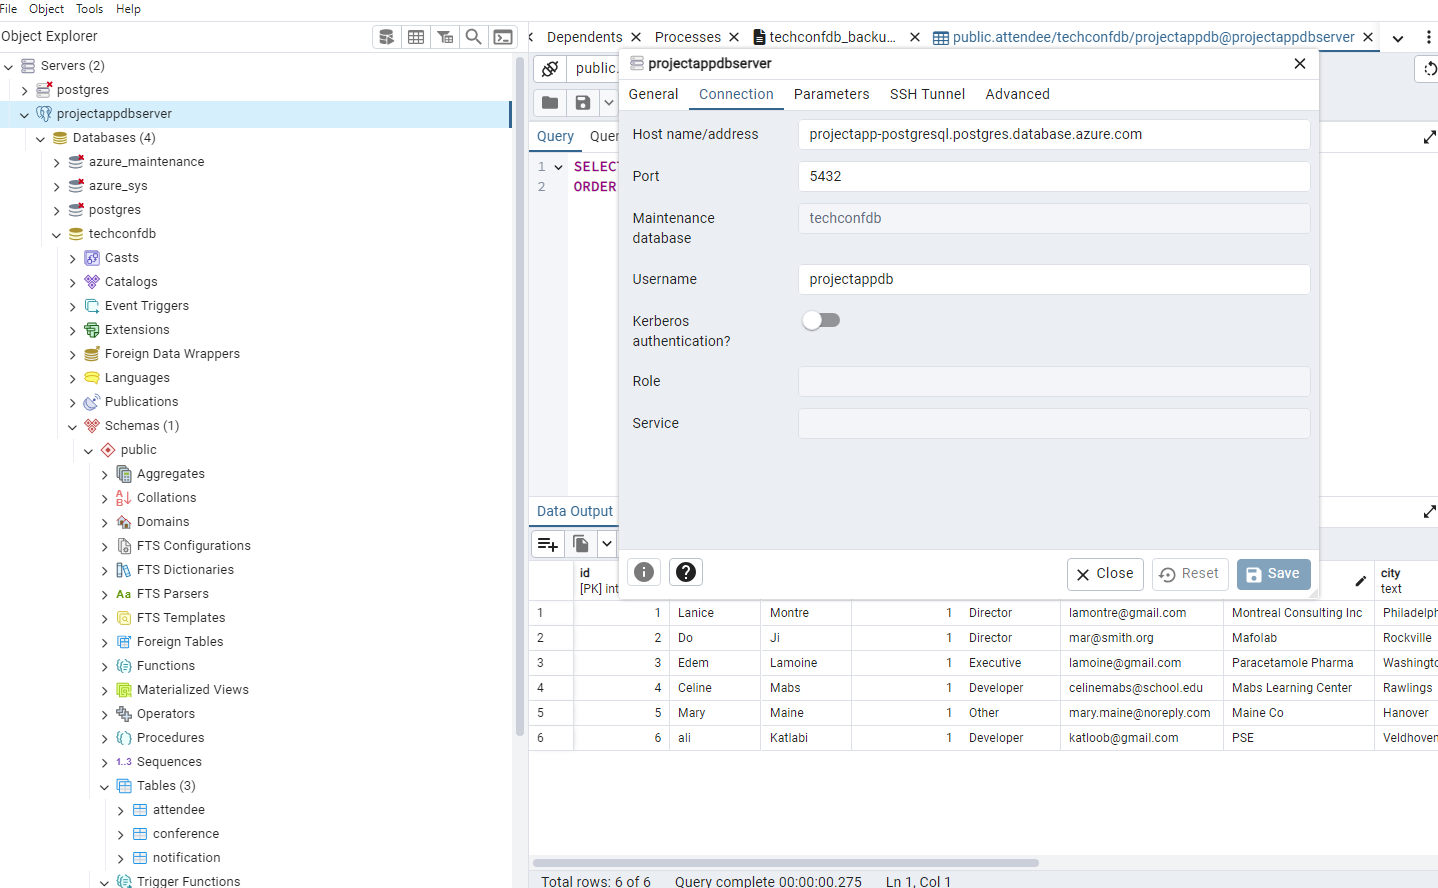 File Object Tools Help
Object Explorer
Dependents Processes techconfdb_backu... public.attendee/techconfdb/projectappdb@projectappdbserver
Servers (2)
postgres
projectappdbserver
Databases (4)
azure_maintenance
azure_sys
postgres
techconfdb
Casts
Catalogs
Event Triggers
Extensions
Foreign Data Wrappers
Languages
Publications
Schemas (1)
public
Aggregates
Collations
Domains
FTS Configurations
FTS Dictionaries
FTS Parsers
FTS Templates
Foreign Tables
Functions
Materialized Views
Operators
Procedures
1..3 Sequences
Tables (3)
attendee
conference
notification
Trigger Functions
public.
Query Quer
1 SELECT
2 ORDER
projectappdbserver
General Connection Parameters SSH Tunnel Advanced
Host name/address projectapp-postgresql.postgres.database.azure.com
Port 5432
Maintenance
database
techconfdb
Username projectappdb
Kerberos
authentication?
Role
Service
Close Reset Save
Data Output
id city
[PK] int text
1 1 Lanice Montre 1 Director lamontre@gmail.com Montreal Consulting Inc Philadelph
2 2 Do Ji 1 Director mar@smith.org Mafolab Rockville
3 3 Edem Lamoine 1 Executive lamoine@gmail.com Paracetamole Pharma Washingto
4 4 Celine Mabs 1 Developer celinemabs@school.edu Mabs Learning Center Rawlings
5 5 Mary Maine 1 Other mary.maine@noreply.com Maine Co Hanover
6 6 ali Katlabi 1 Developer katloob@gmail.com PSE Veldhoven
Total rows: 6 of 6 Query complete 00:00:00.275 Ln 1, Col 1